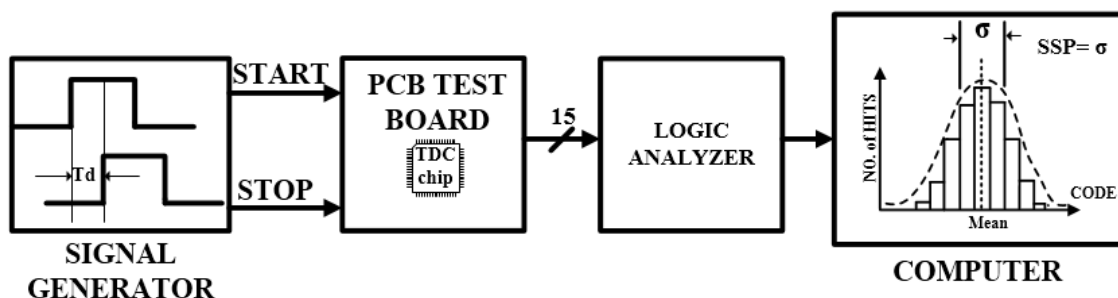 START
Td
STOP
SIGNAL
GENERATOR
PCB TEST
BOARD
TDC
chip
15
LOGIC
ANALYZER
σ
SSP= σ
NO. of HITS
CODE
Mean
COMPUTER